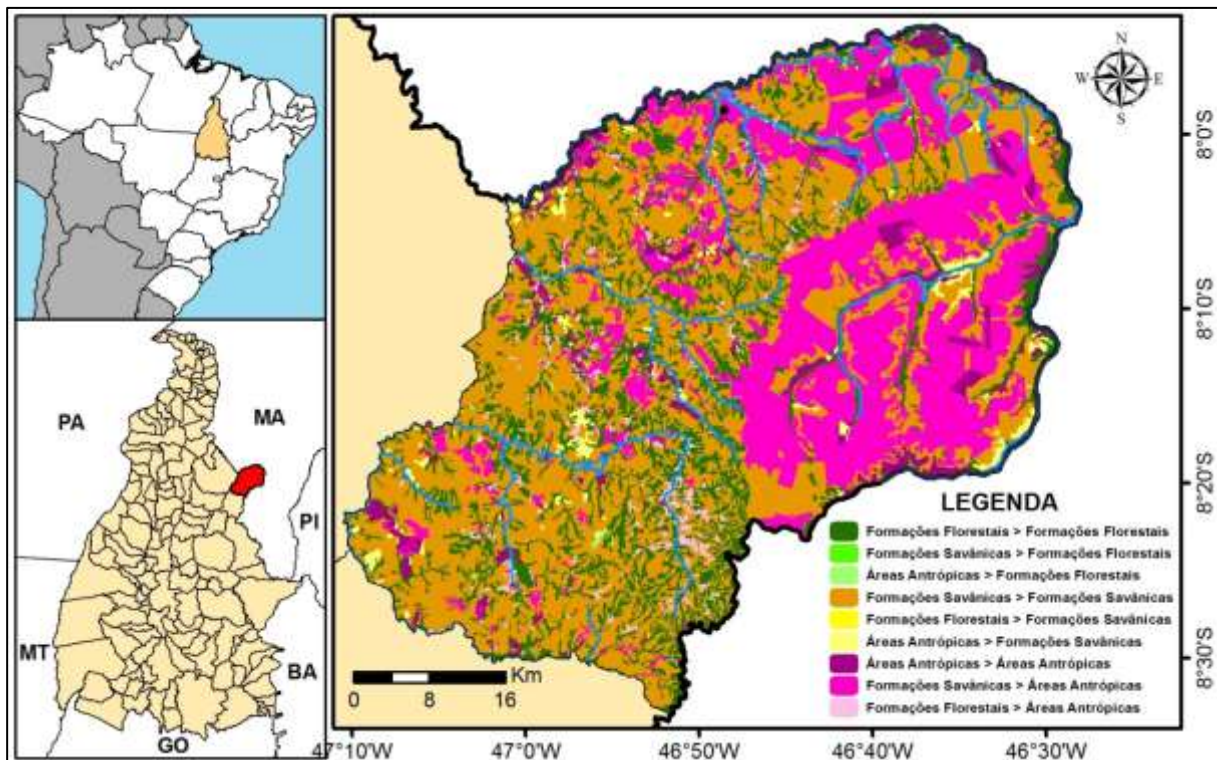 N
W E
S
8°0'S
8°10'S
8°20'S
8°30'S
PA
MA
PI
MT
BA
GO
LEGENDA
Formações Florestais > Formações Florestais
Formações Savânicas > Formações Florestais
Áreas Antrópicas > Formações Florestais
Formações Savânicas > Formações Savânicas
Formações Florestais > Formações Savânicas
Áreas Antrópicas > Formações Savânicas
Áreas Antrópicas > Áreas Antrópicas
Formações Savânicas > Áreas Antrópicas
Formações Florestais > Áreas Antrópicas
Km
0 8 16
47°10'W 47°0'W 46°50'W 46°40'W 46°30'W